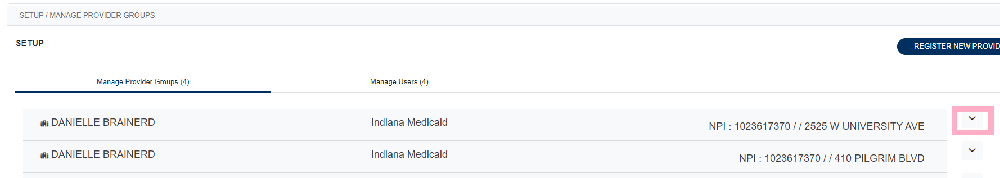 SETUP / MANAGE PROVIDER GROUPS
SETUP
REGISTER NEW PROVID
Manage Provider Groups (4) Manage Users (4)
DANIELLE BRAINERD Indiana Medicaid NPI : 1023617370 / / 2525 W UNIVERSITY AVE
DANIELLE BRAINERD Indiana Medicaid NPI : 1023617370 / / 410 PILGRIM BLVD